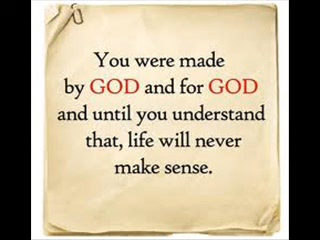 You were made
by GOD and for GOD
and until you understand
that, life will never
make sense.